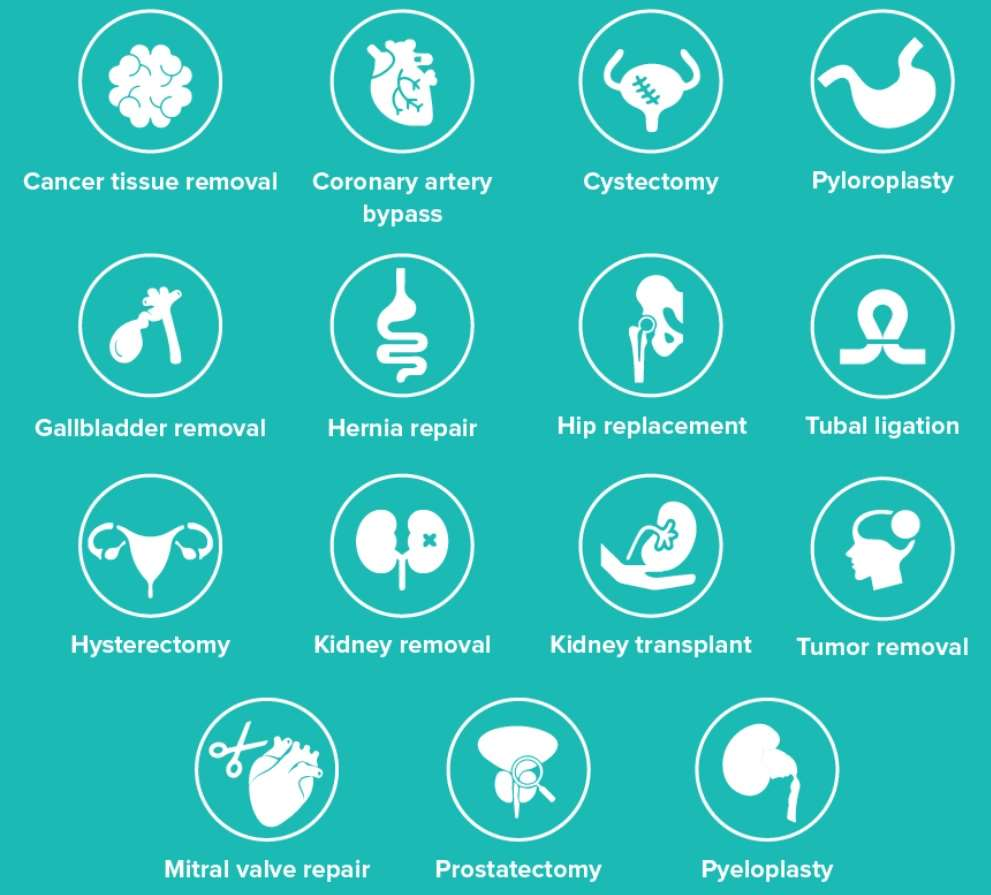 Cancer tissue removal
Coronary artery
bypass
Cystectomy
Pyloroplasty
Gallbladder removal
Hernia repair
Hip replacement
Tubal ligation
Hysterectomy
Kidney removal
Kidney transplant
Tumor removal
Mitral valve repair
Prostatectomy
Pyeloplasty